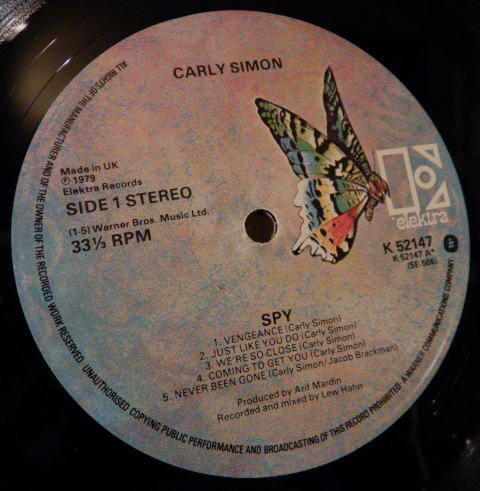 CARLY SIMON
Made in UK
℗ 1979
Elektra Records
SIDE 1 STEREO
(1-5) Warner Bros. Music Ltd.
33⅓ RPM
elektra
K 52147
K 52147 A*
(SE-506)
SPY
1. VENGEANCE (Carly Simon)
2. JUST LIKE YOU DO (Carly Simon)
3. WE'RE SO CLOSE (Carly Simon)
4. COMING TO GET YOU (Carly Simon)
5. NEVER BEEN GONE (Carly Simon/Jacob Brackman)
Produced by Arif Mardin
Recorded and mixed by Lew Hahn
ALL RIGHTS OF THE MANUFACTURER AND OF THE OWNER OF THE RECORDED WORK RESERVED. UNAUTHORISED COPYING PUBLIC PERFORMANCE AND BROADCASTING OF THIS RECORD PROHIBITED. A WARNER COMMUNICATIONS COMPANY.